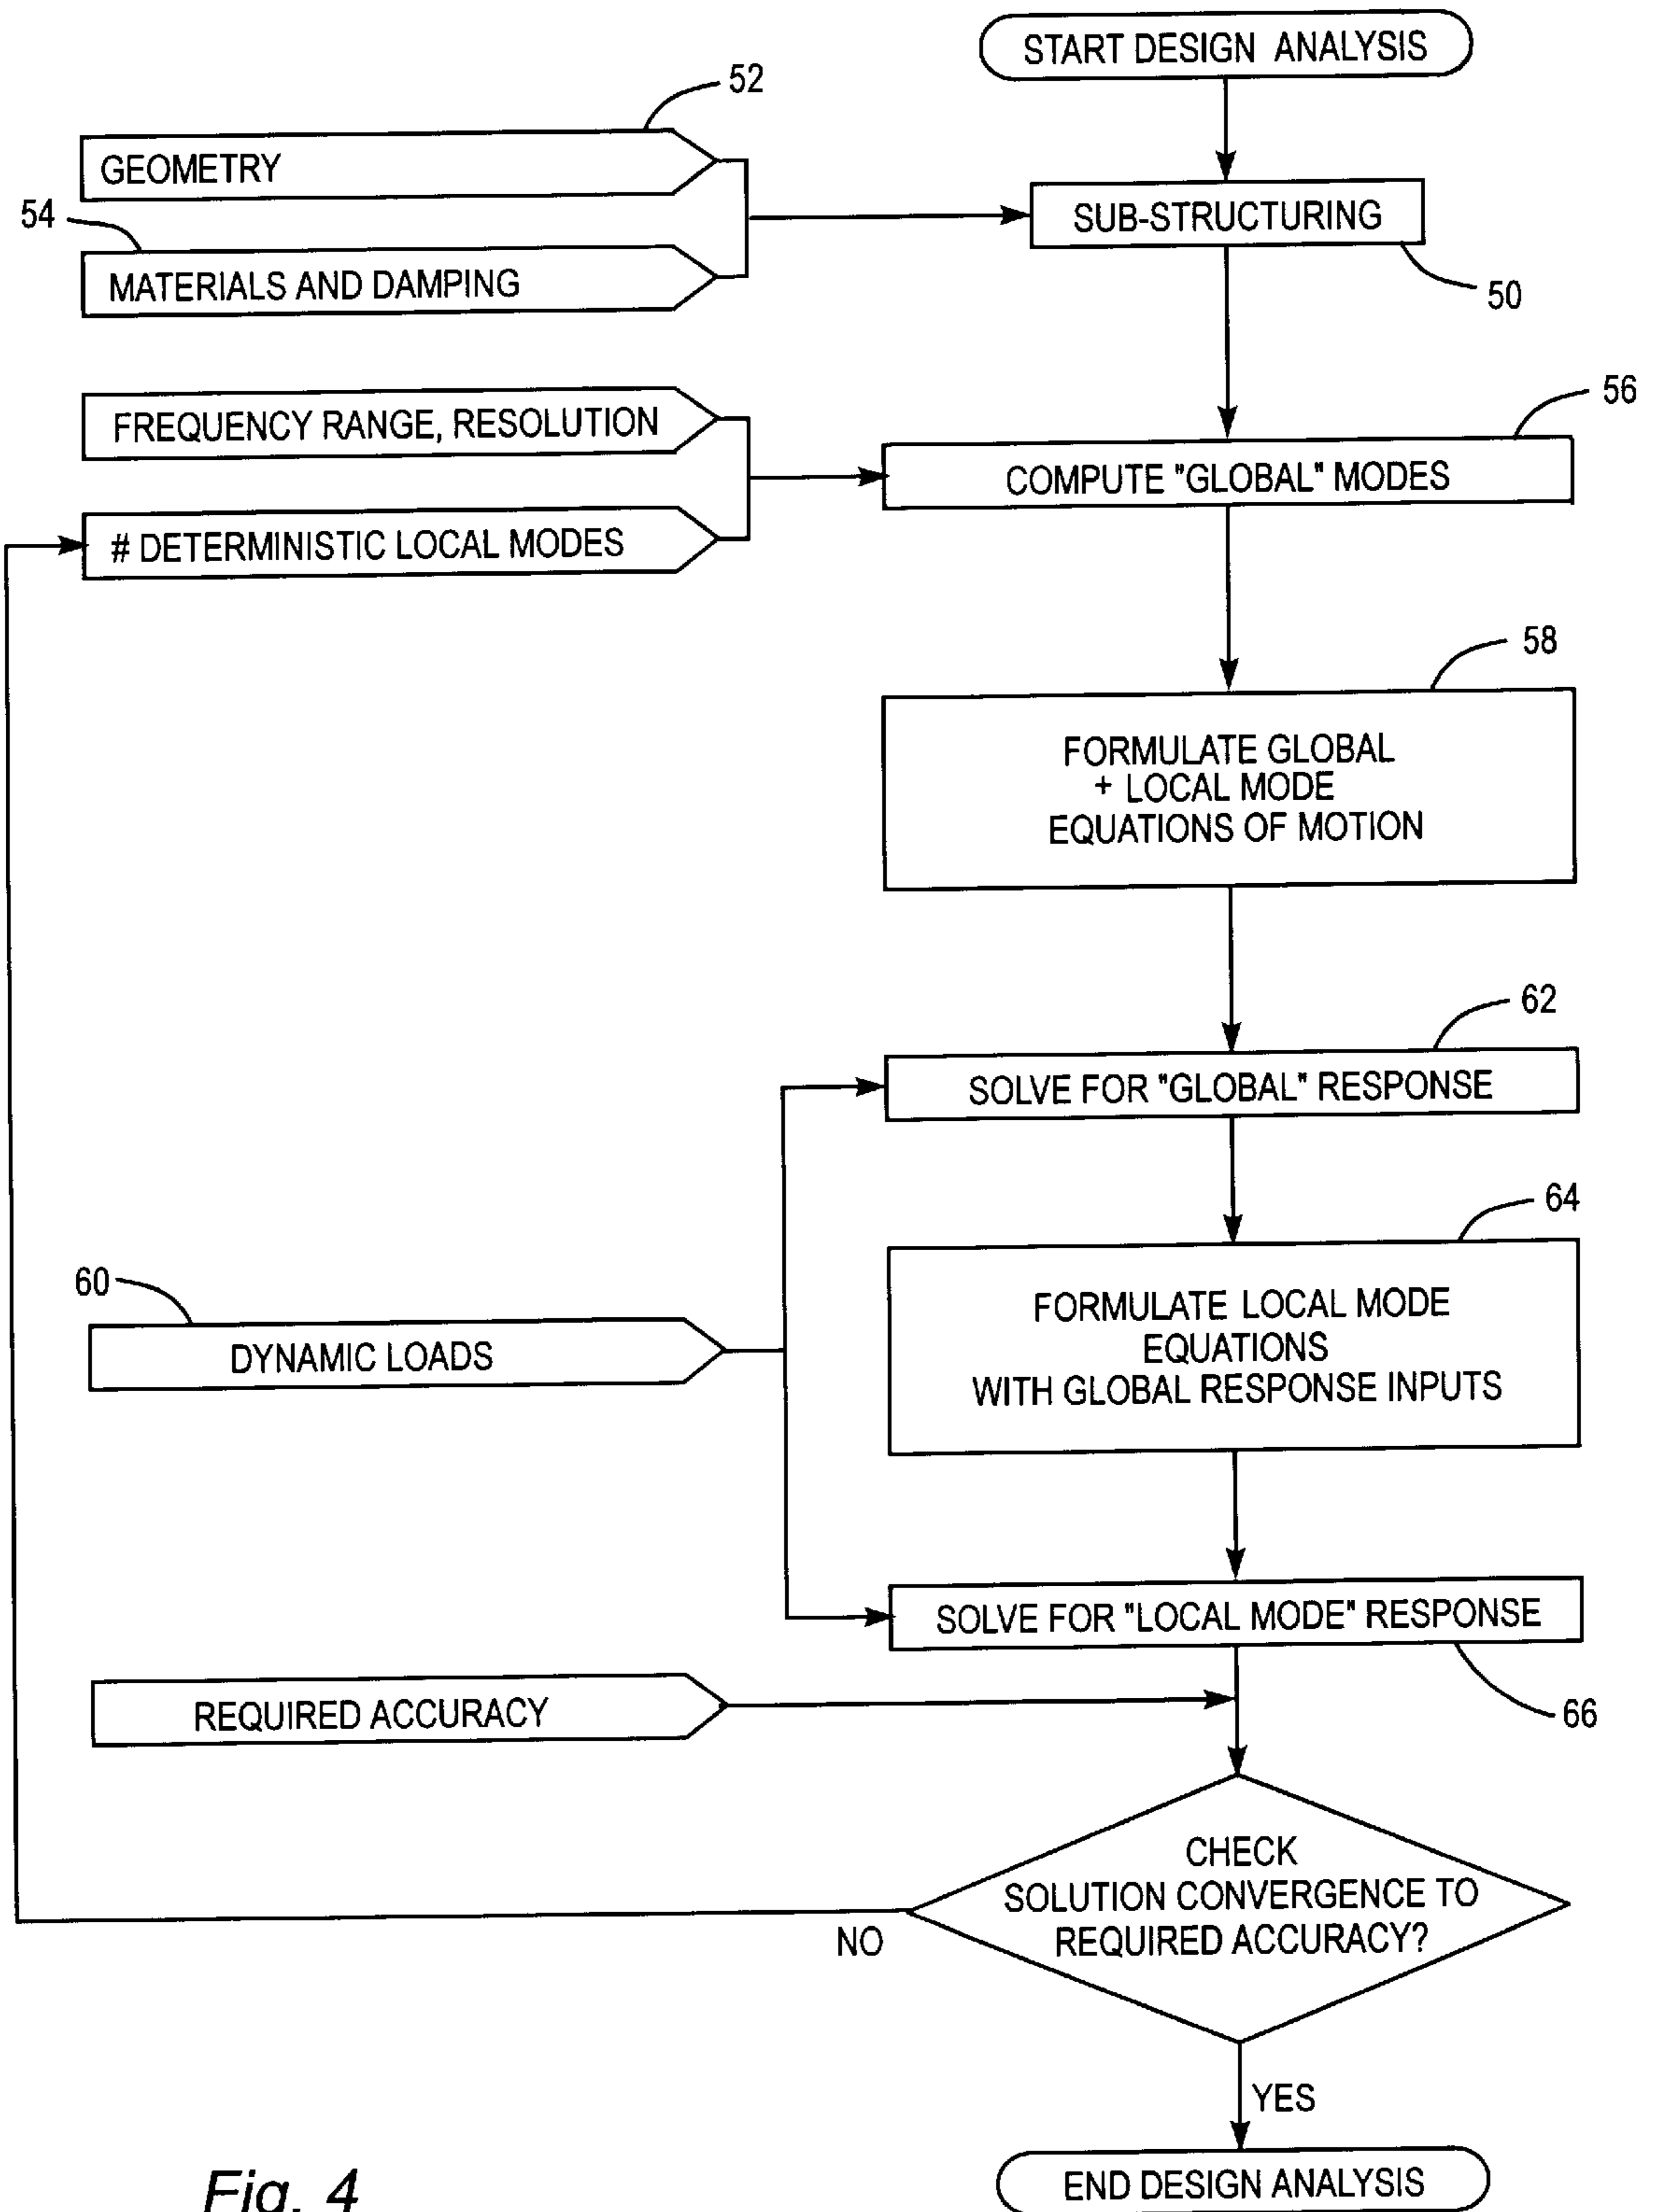 START DESIGN ANALYSIS
52
GEOMETRY
54
MATERIALS AND DAMPING
SUB-STRUCTURING
50
FREQUENCY RANGE, RESOLUTION
# DETERMINISTIC LOCAL MODES
56
COMPUTE "GLOBAL" MODES
58
FORMULATE GLOBAL
+ LOCAL MODE
EQUATIONS OF MOTION
62
SOLVE FOR "GLOBAL" RESPONSE
64
60
DYNAMIC LOADS
FORMULATE LOCAL MODE
EQUATIONS
WITH GLOBAL RESPONSE INPUTS
SOLVE FOR "LOCAL MODE" RESPONSE
66
REQUIRED ACCURACY
CHECK
SOLUTION CONVERGENCE TO
REQUIRED ACCURACY?
NO
YES
END DESIGN ANALYSIS
Fig. 4